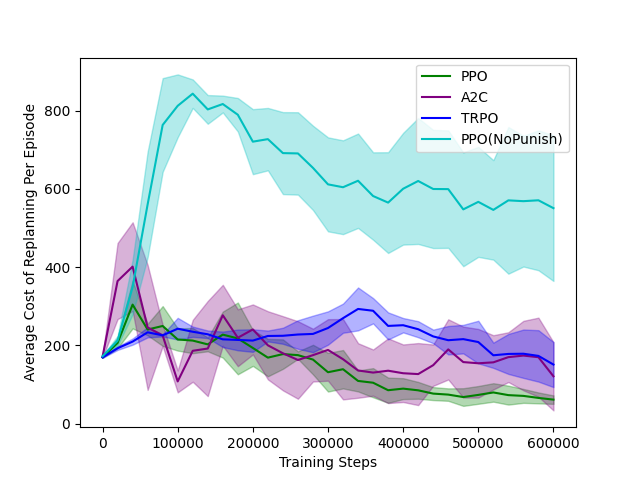 PPO
A2C
TRPO
PPO(NoPunish)
Average Cost of Replanning Per Episode
800
600
400
200
0
0 100000 200000 300000 400000 500000 600000
Training Steps